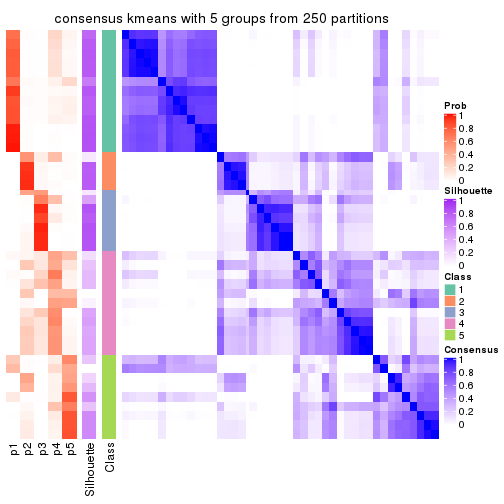 consensus kmeans with 5 groups from 250 partitions
Prob
1
0.8
0.6
0.4
0.2
0
Silhouette
1
0.8
0.6
0.4
0.2
0
Class
1
2
3
4
5
Consensus
1
0.8
0.6
0.4
0.2
0
p1
p2
p3
p4
p5
Silhouette
Class